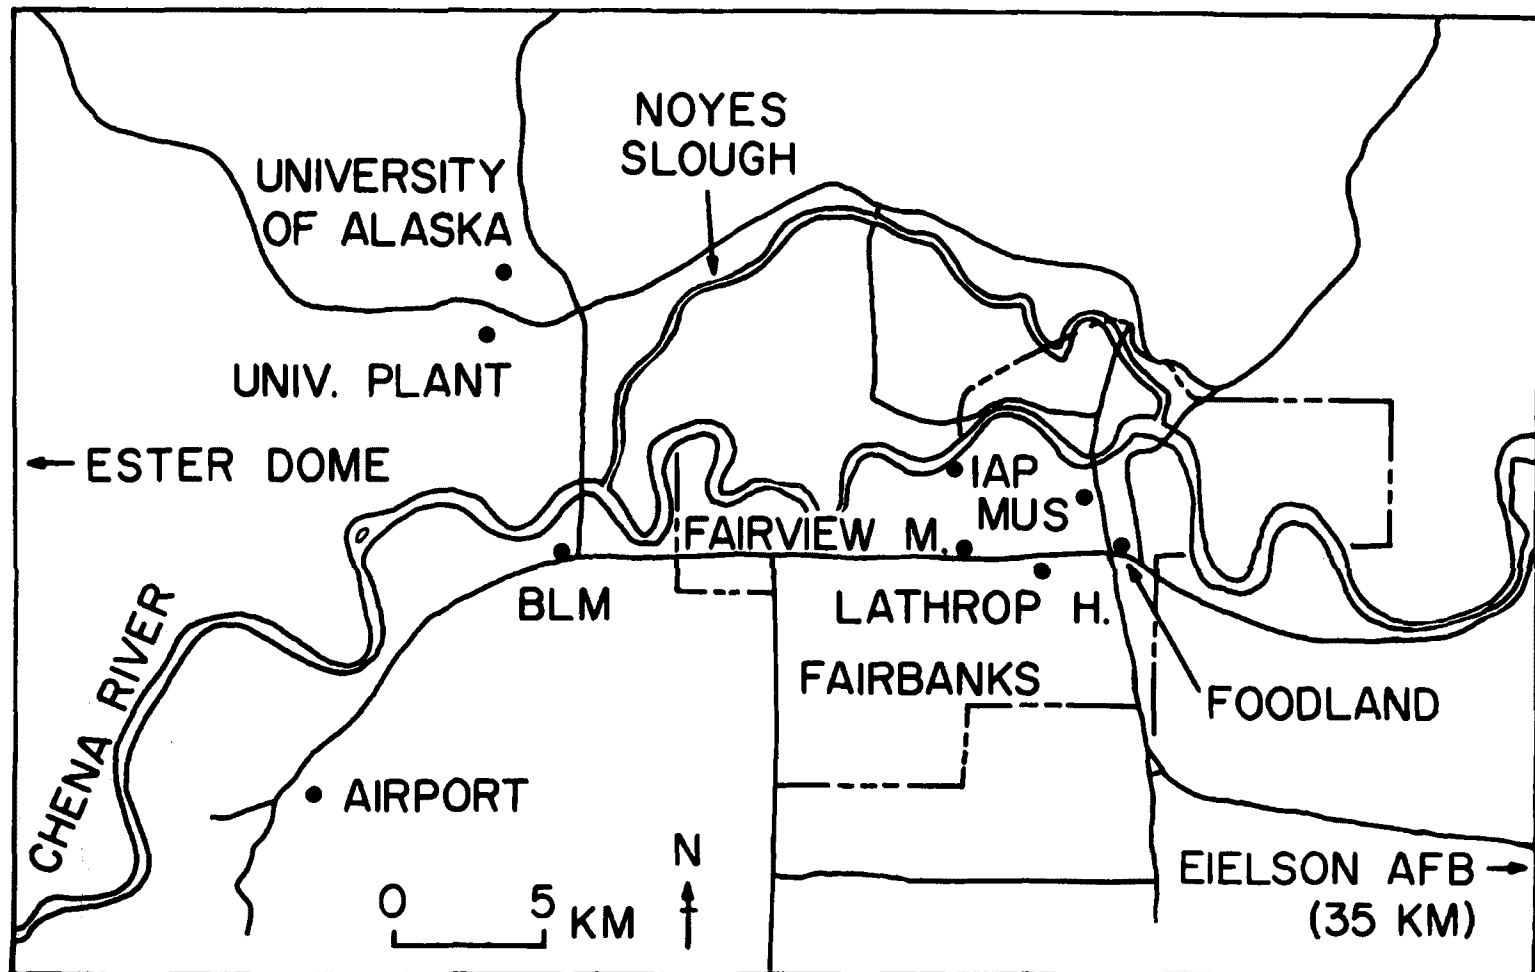 NOYES
SLOUGH
UNIVERSITY
OF ALASKA
UNIV. PLANT
← ESTER DOME
IAP
MUS
FAIRVIEW M.
BLM
LATHROP H.
FAIRBANKS
FOODLAND
CHENA RIVER
AIRPORT
N
0 5 KM
EIELSON AFB →
(35 KM)